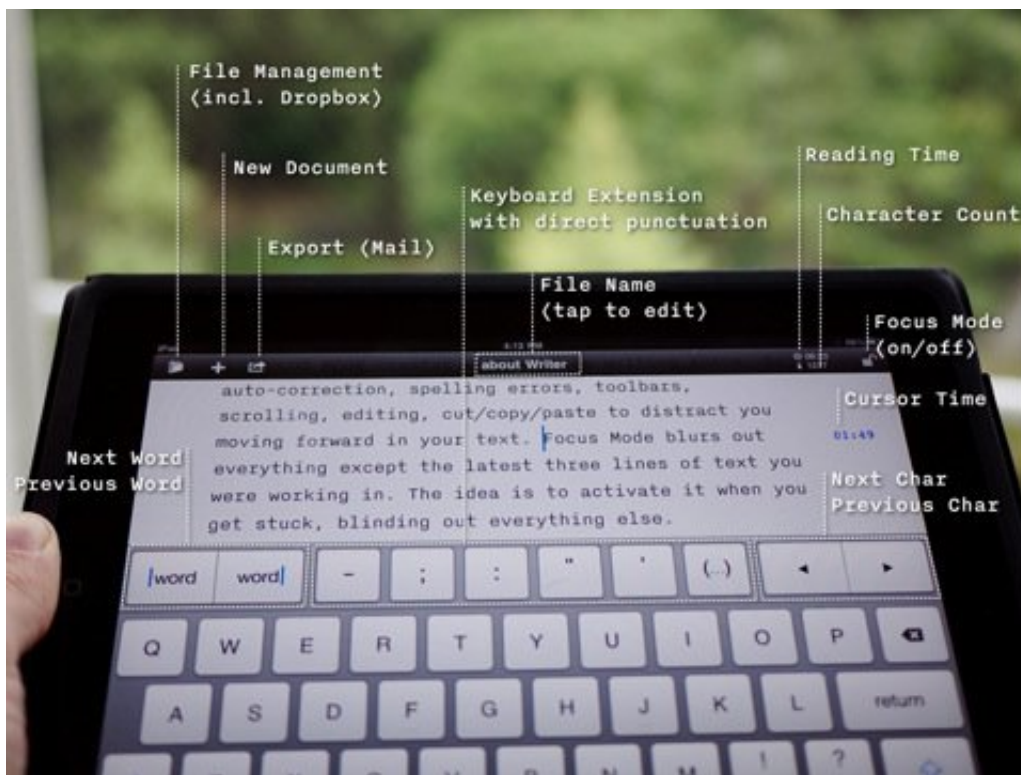 File Management
(incl. Dropbox)
New Document
Export (Mail)
Keyboard Extension
with direct punctuation
File Name
(tap to edit)
Reading Time
Character Count
Focus Mode
(on/off)
about Writer
auto-correction, spelling errors, toolbars,
scrolling, editing, cut/copy/paste to distract you
moving forward in your text. Focus Mode blurs out
everything except the latest three lines of text you
were working in. The idea is to activate it when you
get stuck, blinding out everything else.
Cursor Time
01:49
Next Word
Previous Word
Next Char
Previous Char
word word - ; : " ' (...)
Q W E R T Y U I O P
A S D F G H J K L return
! ?